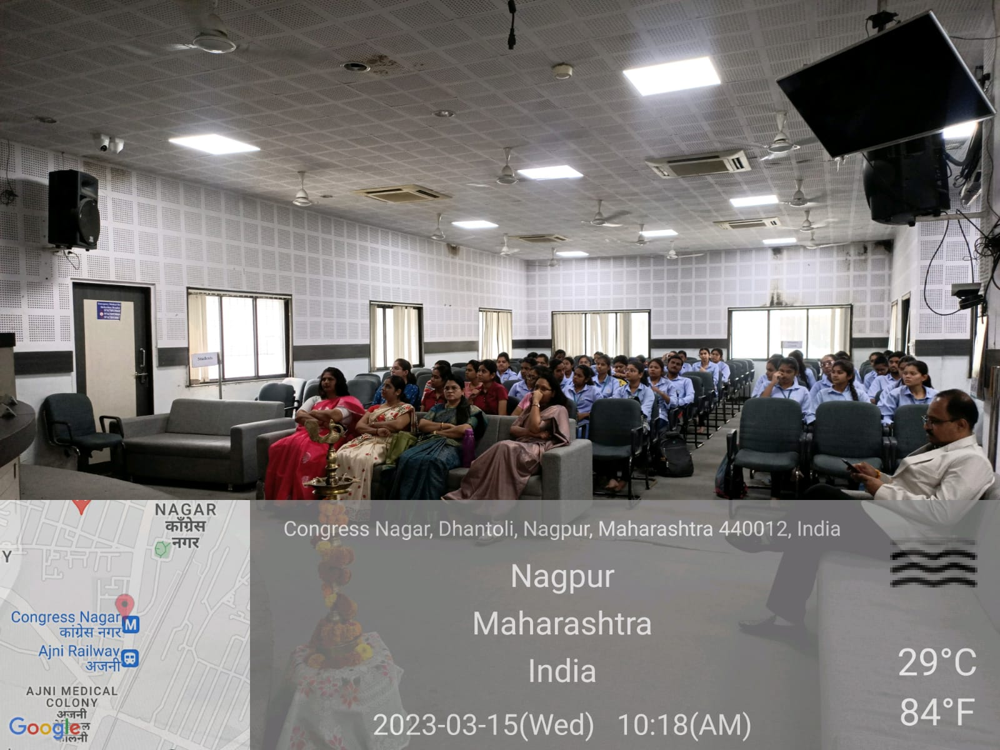 Students
NAGAR
काँग्रेस
नगर
Y
Congress Nagar
कांग्रेस नगर
M
Ajni Railway
अजनी
AJNI MEDICAL
COLONY
अजनी
Google
Congress Nagar, Dhantoli, Nagpur, Maharashtra 440012, India
Nagpur
Maharashtra
India
2023-03-15(Wed) 10:18(AM)
29°C
84°F